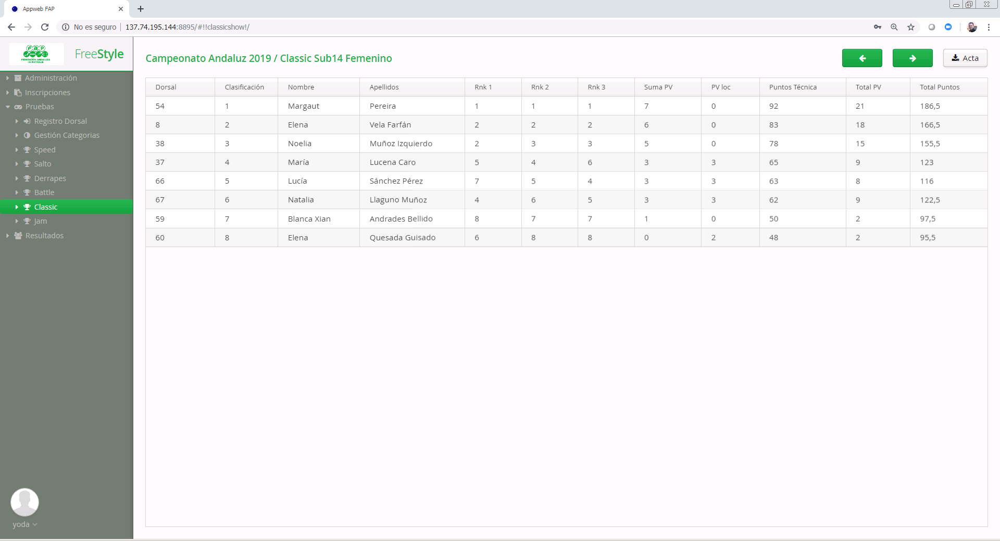 Appweb FAP
No es seguro 137.74.195.144:8895/#!!classicshow!/
FAP
FEDERACION ANDALUZA
DE PATINAJE
FreeStyle
Administración
Inscripciones
Pruebas
Registro Dorsal
Gestión Categorias
Speed
Salto
Derrapes
Battle
Classic
Jam
Resultados
yoda
Campeonato Andaluz 2019 / Classic Sub14 Femenino
Acta
Dorsal Clasificación Nombre Apellidos Rnk 1 Rnk 2 Rnk 3 Suma PV PV loc Puntos Técnica Total PV Total Puntos
54 1 Margaut Pereira 1 1 1 7 0 92 21 186,5
8 2 Elena Vela Farfán 2 2 2 6 0 83 18 166,5
38 3 Noelia Muñoz Izquierdo 2 3 3 5 0 78 15 155,5
37 4 María Lucena Caro 5 4 6 3 3 65 9 123
66 5 Lucía Sánchez Pérez 7 5 4 3 3 63 8 116
67 6 Natalia Llaguno Muñoz 4 6 5 3 3 62 9 122,5
59 7 Blanca Xian Andrades Bellido 8 7 7 1 0 50 2 97,5
60 8 Elena Quesada Guisado 6 8 8 0 2 48 2 95,5